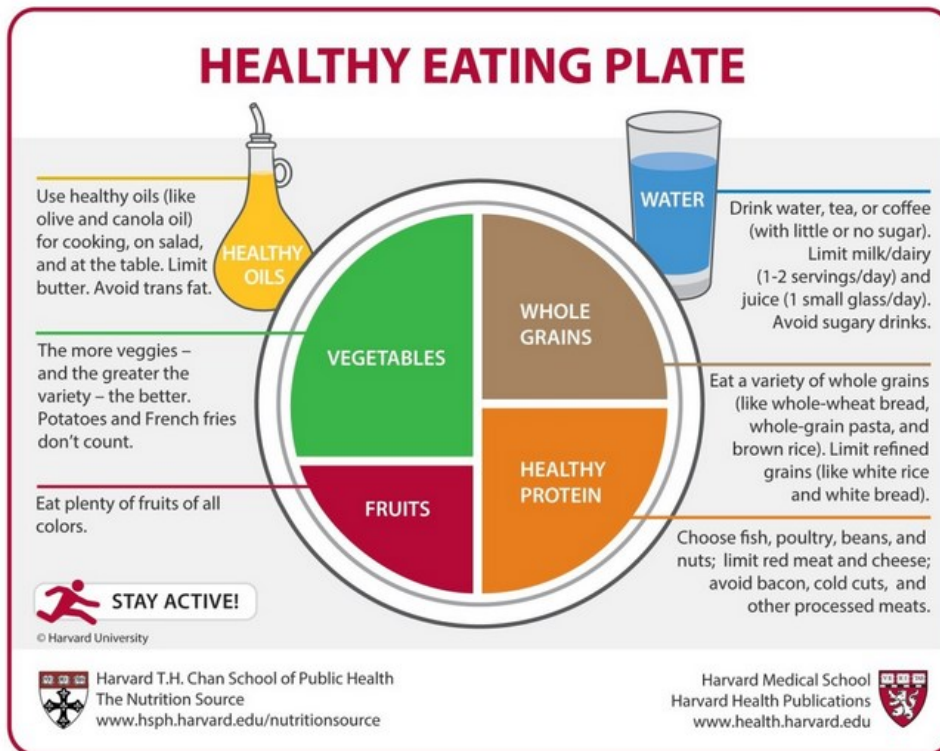 HEALTHY EATING PLATE
HEALTHY
OILS
Use healthy oils (like
olive and canola oil)
for cooking, on salad,
and at the table. Limit
butter. Avoid trans fat.
The more veggies –
and the greater the
variety – the better.
Potatoes and French fries
don’t count.
Eat plenty of fruits of all
colors.
VEGETABLES
FRUITS
WHOLE
GRAINS
HEALTHY
PROTEIN
WATER
Drink water, tea, or coffee
(with little or no sugar).
Limit milk/dairy
(1-2 servings/day) and
juice (1 small glass/day).
Avoid sugary drinks.
Eat a variety of whole grains
(like whole-wheat bread,
whole-grain pasta, and
brown rice). Limit refined
grains (like white rice
and white bread).
Choose fish, poultry, beans, and
nuts; limit red meat and cheese;
avoid bacon, cold cuts, and
other processed meats.
STAY ACTIVE!
© Harvard University
Harvard T.H. Chan School of Public Health
The Nutrition Source
www.hsph.harvard.edu/nutritionsource
Harvard Medical School
Harvard Health Publications
www.health.harvard.edu